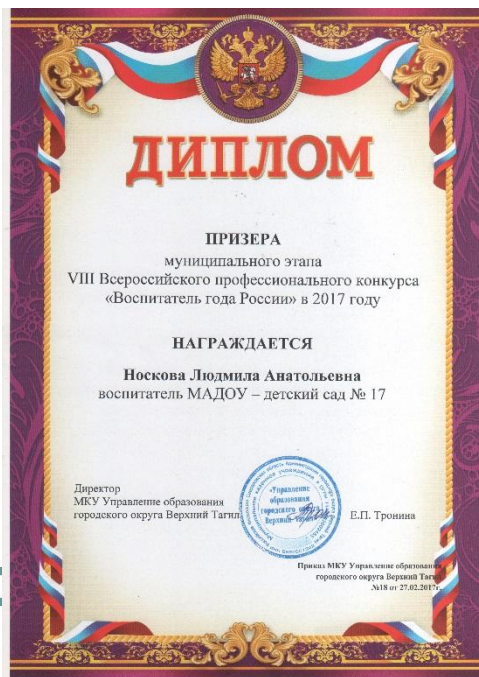 ДИПЛОМ
ПРИЗЕРА
муниципального этапа
VIII Всероссийского профессионального конкурса
«Воспитатель года России» в 2017 году
НАГРАЖДАЕТСЯ
Носкова Людмила Анатольевна
воспитатель МАДОУ – детский сад № 17
Директор
МКУ Управление образования
городского округа Верхний Тагил
«Управление
образования
городского округа
Верхний Тагил»
Е.П. Тронина
Приказ МКУ Управление образования
городского округа Верхний Тагил
№18 от 27.02.2017г.